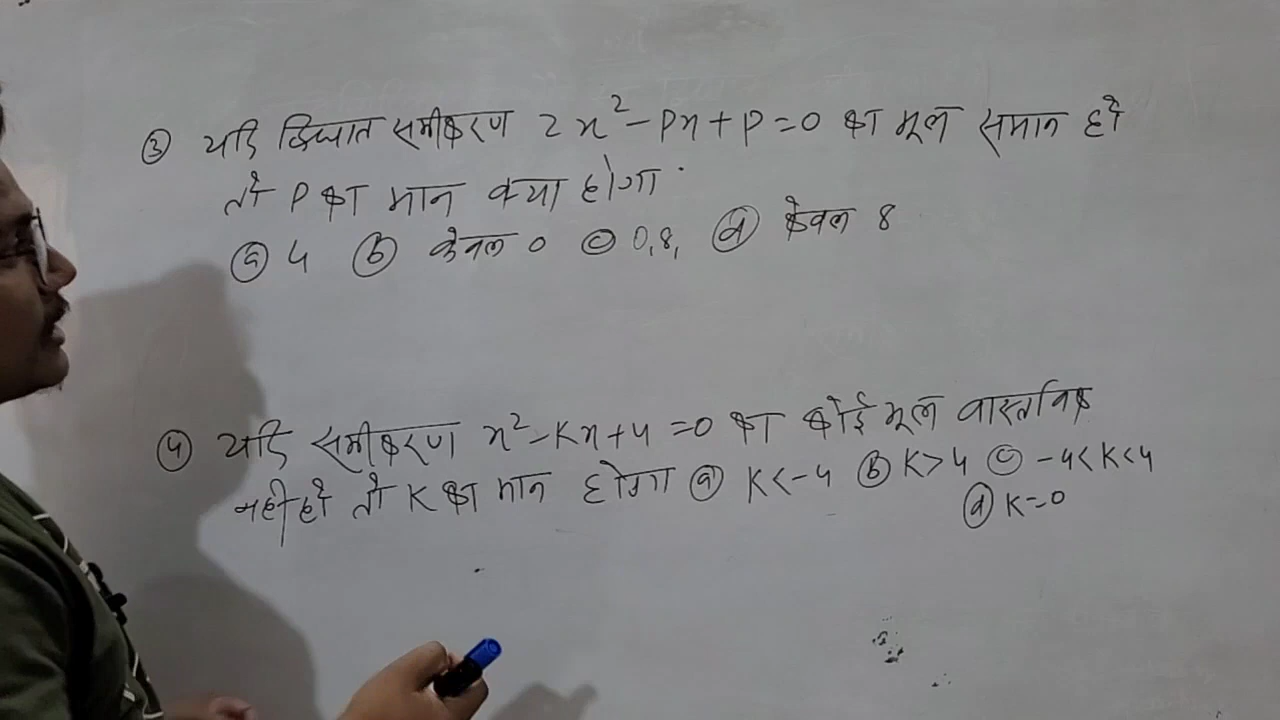 ③ यदि द्विघात समीकरण 2x²-Px+P=0 का मूल समान हो
तो P का मान क्या होगा
ⓐ 4 ⓑ केवल 0 ⓒ 0,8, ⓓ केवल 8
④ यदि समीकरण x²-Kx+4=0 का कोई मूल वास्तविक
नही हो तो K का मान होगा ⓐ K<-4 ⓑ K>4 ⓒ -4<K<4
ⓓ K=0